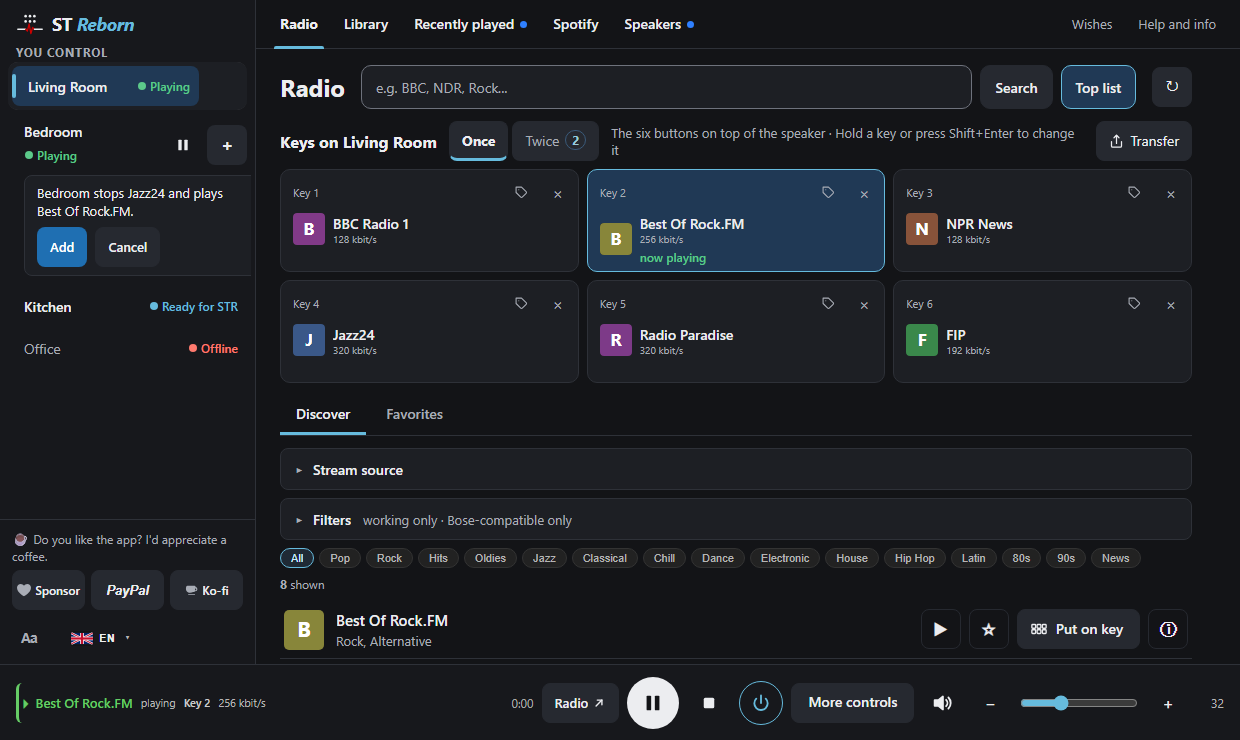 ST Reborn
YOU CONTROL
Living Room
Playing
Bedroom
Playing
+
Bedroom stops Jazz24 and plays
Best Of Rock.FM.
Add
Cancel
Kitchen
Ready for STR
Office
Offline
Do you like the app? I'd appreciate a
coffee.
Sponsor
PayPal
Ko-fi
Aa
EN
Radio
Library
Recently played
Spotify
Speakers
Wishes
Help and info
Radio
e.g. BBC, NDR, Rock...
Search
Top list
Keys on Living Room
Once
Twice 2
The six buttons on top of the speaker · Hold a key or press Shift+Enter to change
it
Transfer
Key 1
B
BBC Radio 1
128 kbit/s
Key 2
B
Best Of Rock.FM
256 kbit/s
now playing
Key 3
N
NPR News
128 kbit/s
Key 4
J
Jazz24
320 kbit/s
Key 5
R
Radio Paradise
320 kbit/s
Key 6
F
FIP
192 kbit/s
Discover
Favorites
Stream source
Filters working only · Bose-compatible only
All
Pop
Rock
Hits
Oldies
Jazz
Classical
Chill
Dance
Electronic
House
Hip Hop
Latin
80s
90s
News
8 shown
B
Best Of Rock.FM
Rock, Alternative
Put on key
Best Of Rock.FM playing Key 2 256 kbit/s
0:00
Radio ↗
More controls
−
+
32